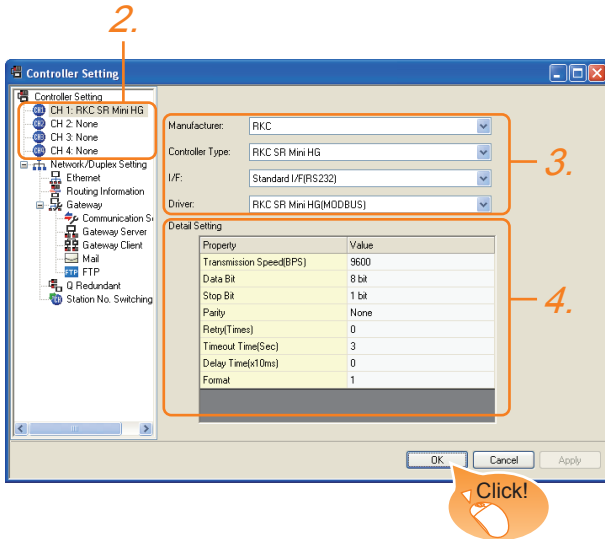 2.
Controller Setting
Controller Setting
CH 1: RKC SR Mini HG
CH 2: None
CH 3: None
CH 4: None
Network/Duplex Setting
Ethernet
Routing Information
Gateway
Communication S
Gateway Server
Gateway Client
Mail
FTP FTP
Q Redundant
Station No. Switching
Manufacturer: RKC
Controller Type: RKC SR Mini HG
I/F: Standard I/F(RS232)
Driver: RKC SR Mini HG(MODBUS)
3.
Detail Setting
Property Value
Transmission Speed(BPS) 9600
Data Bit 8 bit
Stop Bit 1 bit
Parity None
Retry(Times) 0
Timeout Time(Sec) 3
Delay Time(x10ms) 0
Format 1
4.
OK Cancel Apply
Click!